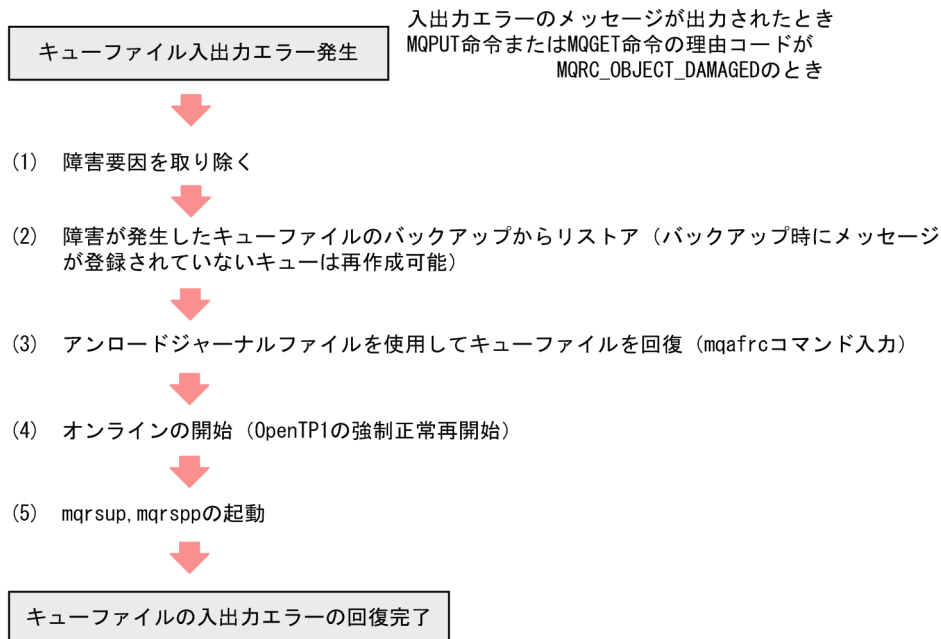 入出力エラーのメッセージが出力されたとき
キューファイル入出力エラー発生
MQPUT命令またはMQGET命令の理由コードが
MQRC_OBJECT_DAMAGEDのとき
(1) 障害要因を取り除く
(2) 障害が発生したキューファイルのバックアップからリストア（バックアップ時にメッセージ
が登録されていないキューは再作成可能）
(3) アンロードジャーナルファイルを使用してキューファイルを回復（mqafrcコマンド入力）
(4) オンラインの開始（OpenTP1の強制正常再開始）
(5) mqrsup,mqrsppの起動
キューファイルの入出力エラーの回復完了